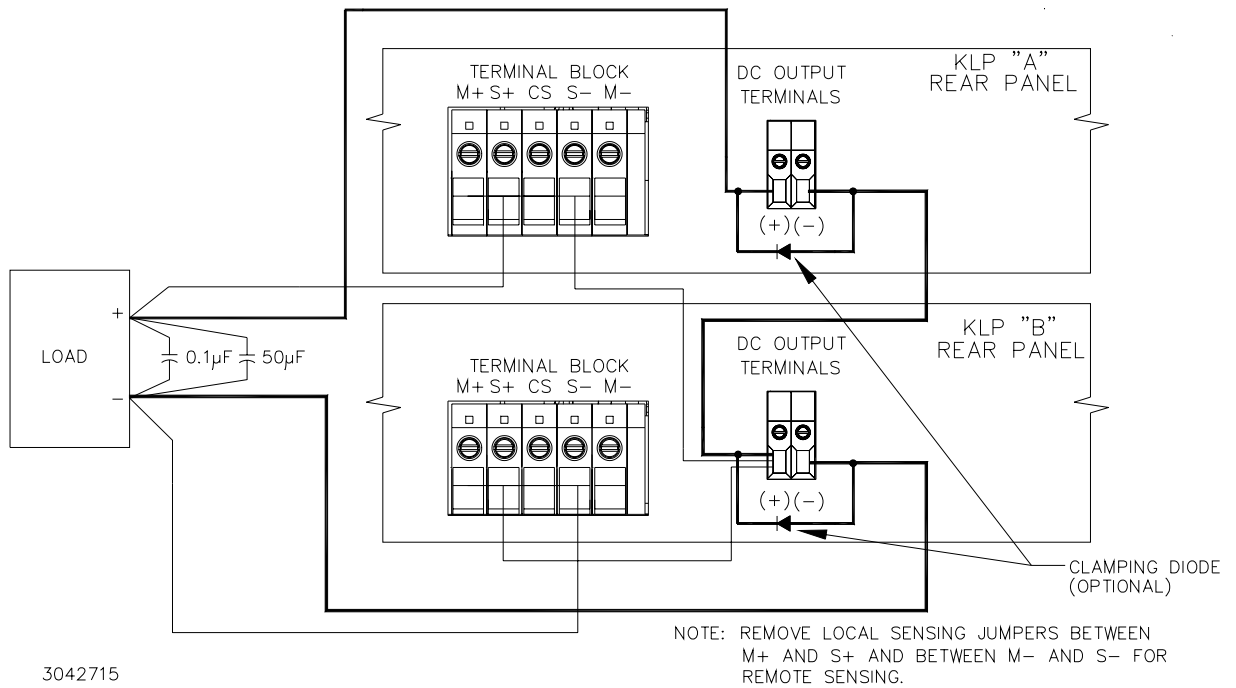 KLP "A"
REAR PANEL
TERMINAL BLOCK
M+ S+ CS S− M−
DC OUTPUT
TERMINALS
(+)(−)
+
LOAD
−
0.1µF
50µF
KLP "B"
REAR PANEL
TERMINAL BLOCK
M+ S+ CS S− M−
DC OUTPUT
TERMINALS
(+)(−)
CLAMPING DIODE
(OPTIONAL)
NOTE: REMOVE LOCAL SENSING JUMPERS BETWEEN
M+ AND S+ AND BETWEEN M− AND S− FOR
REMOTE SENSING.
3042715